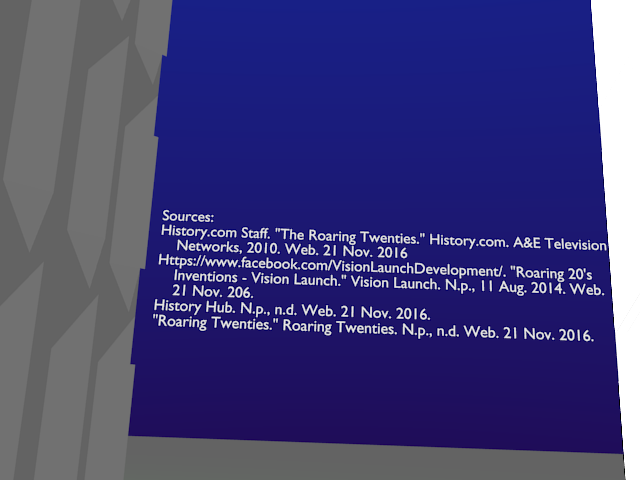 Sources:
History.com Staff. "The Roaring Twenties." History.com. A&E Television
Networks, 2010. Web. 21 Nov. 2016
Https://www.facebook.com/VisionLaunchDevelopment/. "Roaring 20's
Inventions - Vision Launch." Vision Launch. N.p., 11 Aug. 2014. Web.
21 Nov. 206.
History Hub. N.p., n.d. Web. 21 Nov. 2016.
"Roaring Twenties." Roaring Twenties. N.p., n.d. Web. 21 Nov. 2016.